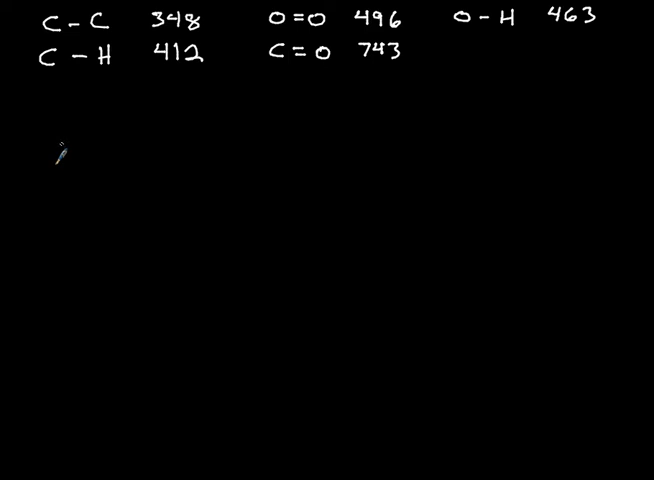 C - C 348 O = O 496 O - H 463
C - H 412 C = O 743